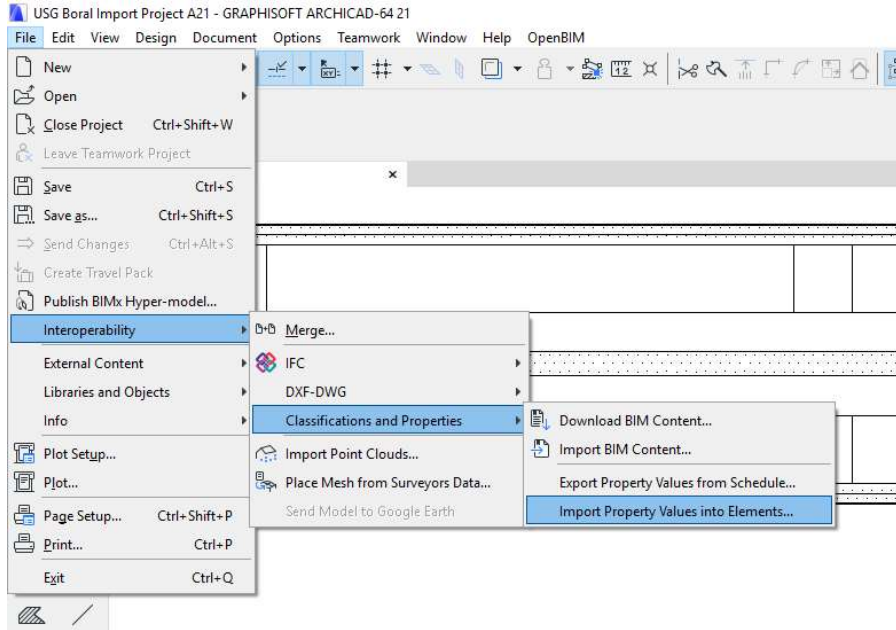 USG Boral Import Project A21 - GRAPHISOFT ARCHICAD-64 21
File Edit View Design Document Options Teamwork Window Help OpenBIM
New
Open
Close Project Ctrl+Shift+W
Leave Teamwork Project
Save Ctrl+S
Save as... Ctrl+Shift+S
Send Changes Ctrl+Alt+S
Create Travel Pack
Publish BIMx Hyper-model...
Interoperability
External Content
Libraries and Objects
Info
Plot Setup...
Plot...
Page Setup... Ctrl+Shift+P
Print... Ctrl+P
Exit Ctrl+Q
Merge...
IFC
DXF-DWG
Classifications and Properties
Import Point Clouds...
Place Mesh from Surveyors Data...
Send Model to Google Earth
Download BIM Content...
Import BIM Content...
Export Property Values from Schedule...
Import Property Values into Elements...